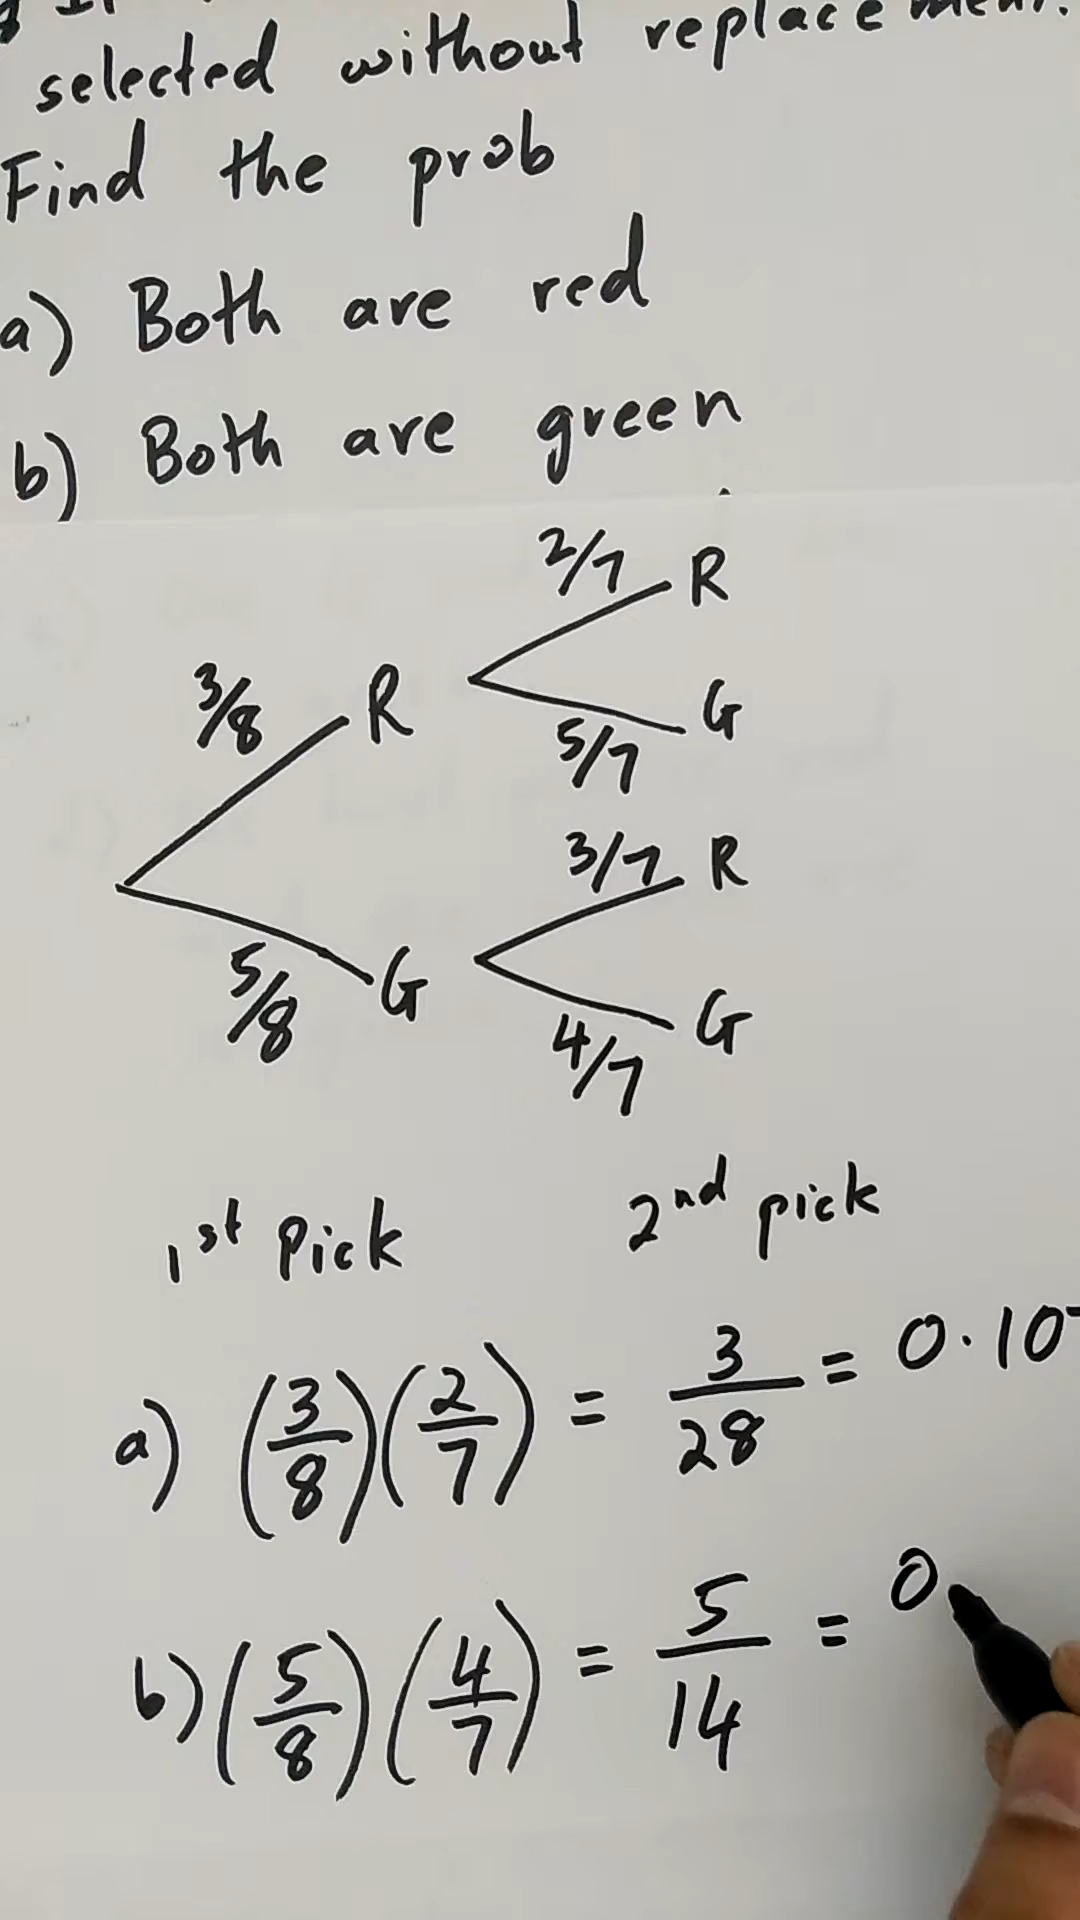 selected without replacement.
Find the prob
a) Both are red
b) Both are green
2/7 R
3/8 R
5/7 G
3/7 R
5/8 G
4/7 G
1st Pick 2nd pick
a) (3/8)(2/7) = 3/28 = 0.10
b) (5/8)(4/7) = 5/14 = 0.